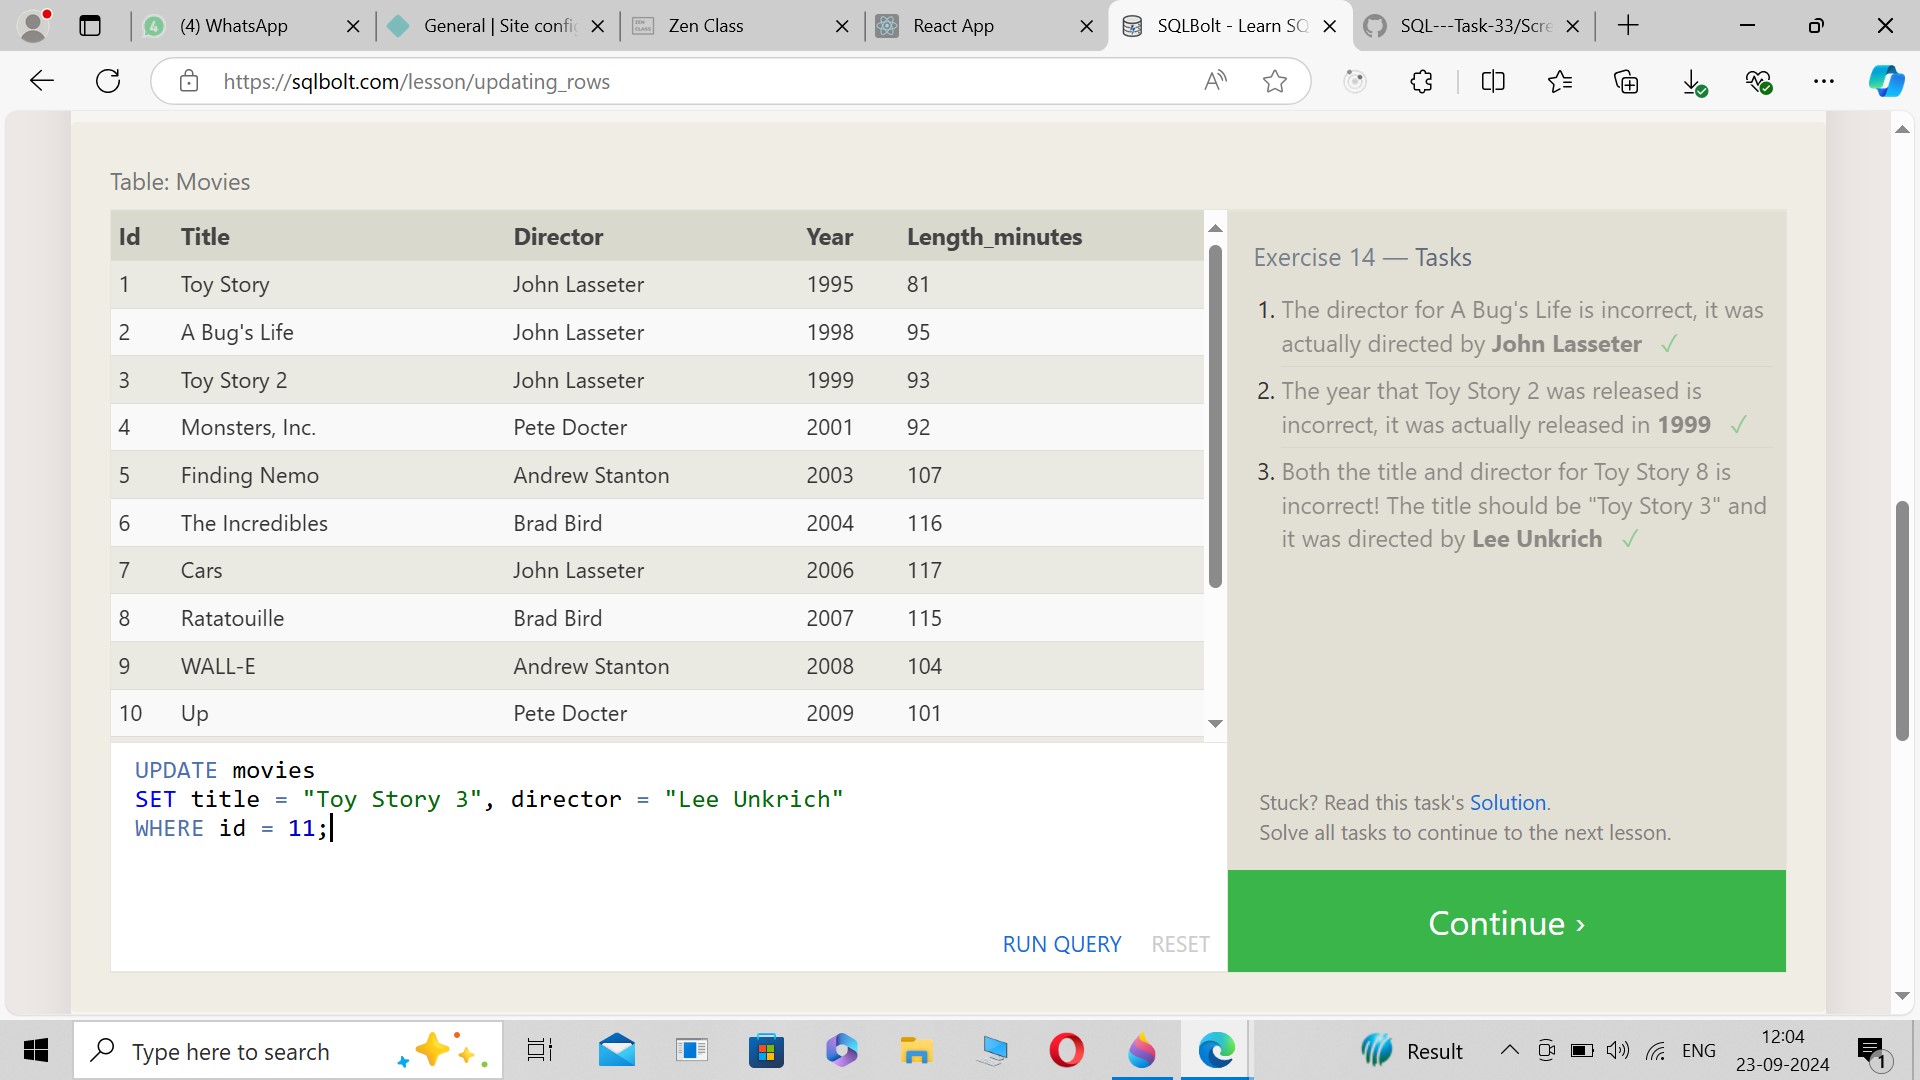 (4) WhatsApp
General | Site config
Zen Class
React App
SQLBolt - Learn SQ
SQL---Task-33/Scre
https://sqlbolt.com/lesson/updating_rows
Table: Movies
Id Title Director Year Length_minutes
1 Toy Story John Lasseter 1995 81
2 A Bug's Life John Lasseter 1998 95
3 Toy Story 2 John Lasseter 1999 93
4 Monsters, Inc. Pete Docter 2001 92
5 Finding Nemo Andrew Stanton 2003 107
6 The Incredibles Brad Bird 2004 116
7 Cars John Lasseter 2006 117
8 Ratatouille Brad Bird 2007 115
9 WALL-E Andrew Stanton 2008 104
10 Up Pete Docter 2009 101
UPDATE movies
SET title = "Toy Story 3", director = "Lee Unkrich"
WHERE id = 11;
RUN QUERY RESET
Exercise 14 — Tasks
1. The director for A Bug's Life is incorrect, it was
actually directed by John Lasseter ✓
2. The year that Toy Story 2 was released is
incorrect, it was actually released in 1999 ✓
3. Both the title and director for Toy Story 8 is
incorrect! The title should be "Toy Story 3" and
it was directed by Lee Unkrich ✓
Stuck? Read this task's Solution.
Solve all tasks to continue to the next lesson.
Continue ›
Type here to search
Result
ENG
12:04
23-09-2024
1